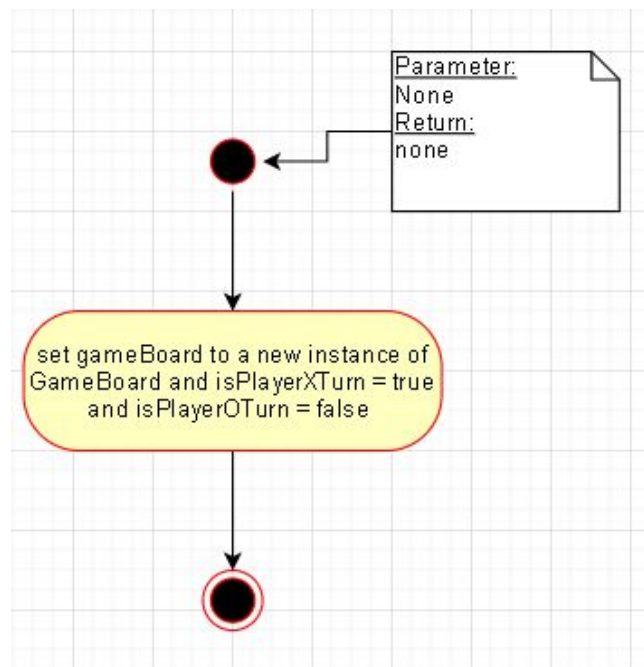 Parameter:
None
Return:
none
set gameBoard to a new instance of
GameBoard and isPlayerXTurn = true
and isPlayerOTurn = false